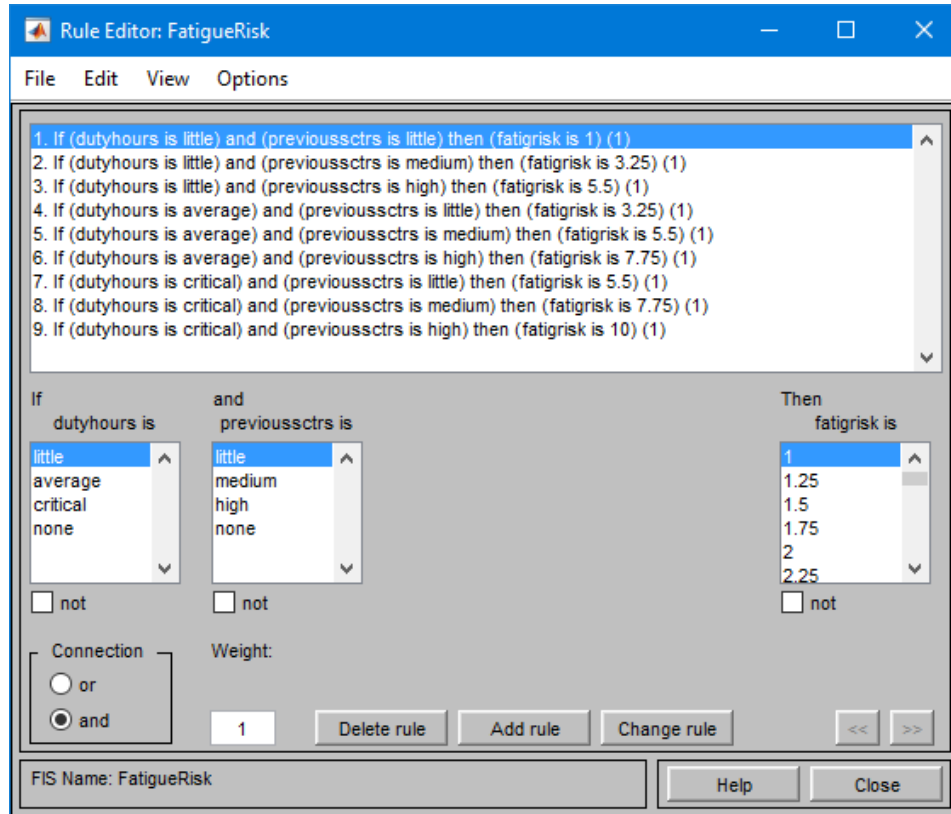 Rule Editor: FatigueRisk
File Edit View Options
1. If (dutyhours is little) and (previoussctrs is little) then (fatigrisk is 1) (1)
2. If (dutyhours is little) and (previoussctrs is medium) then (fatigrisk is 3.25) (1)
3. If (dutyhours is little) and (previoussctrs is high) then (fatigrisk is 5.5) (1)
4. If (dutyhours is average) and (previoussctrs is little) then (fatigrisk is 3.25) (1)
5. If (dutyhours is average) and (previoussctrs is medium) then (fatigrisk is 5.5) (1)
6. If (dutyhours is average) and (previoussctrs is high) then (fatigrisk is 7.75) (1)
7. If (dutyhours is critical) and (previoussctrs is little) then (fatigrisk is 5.5) (1)
8. If (dutyhours is critical) and (previoussctrs is medium) then (fatigrisk is 7.75) (1)
9. If (dutyhours is critical) and (previoussctrs is high) then (fatigrisk is 10) (1)
If and Then
dutyhours is previoussctrs is fatigrisk is
little little 1
average medium 1.25
critical high 1.5
none none 1.75
2
2.25
not not not
Connection Weight:
or
and 1 Delete rule Add rule Change rule << >>
FIS Name: FatigueRisk Help Close